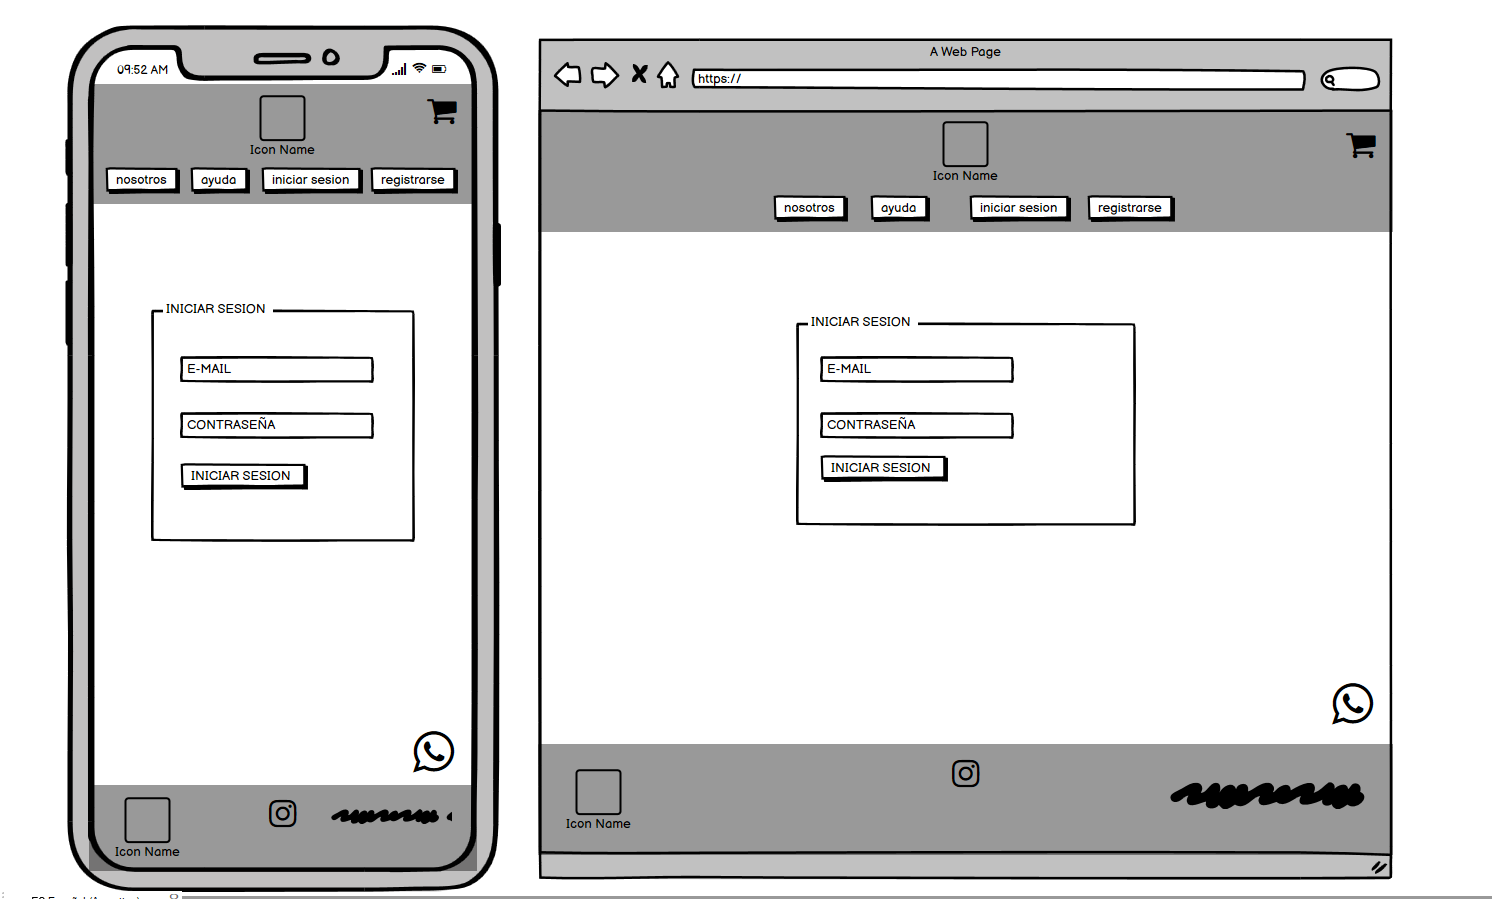 09:52 AM
Icon Name
nosotros
ayuda
iniciar sesion
registrarse
INICIAR SESION
E-MAIL
CONTRASEÑA
INICIAR SESION
Icon Name
A Web Page
https://
Icon Name
nosotros
ayuda
iniciar sesion
registrarse
INICIAR SESION
E-MAIL
CONTRASEÑA
INICIAR SESION
Icon Name